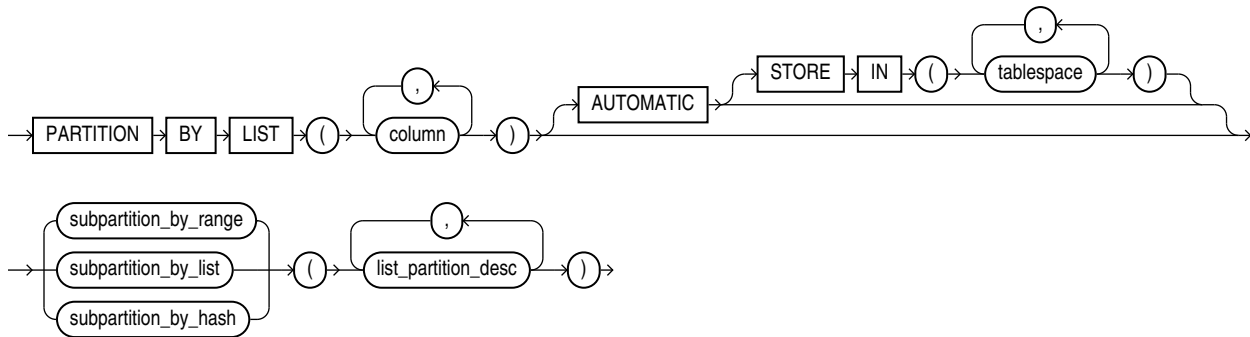 ,
STORE IN ( tablespace )
,
AUTOMATIC
PARTITION BY LIST ( column )
subpartition_by_range
,
subpartition_by_list ( list_partition_desc )
subpartition_by_hash